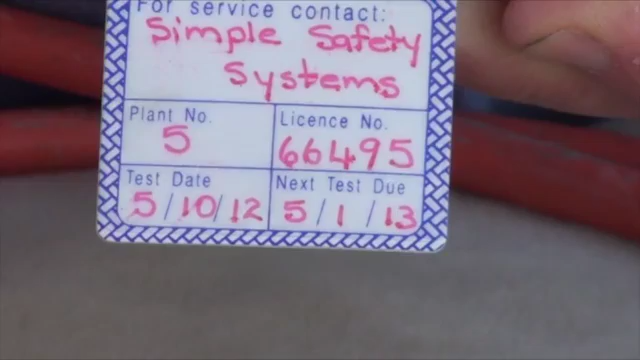 For service contact:
Simple Safety
Systems
Plant No.
5
Licence No.
66495
Test Date
5/10/12
Next Test Due
5/1/13